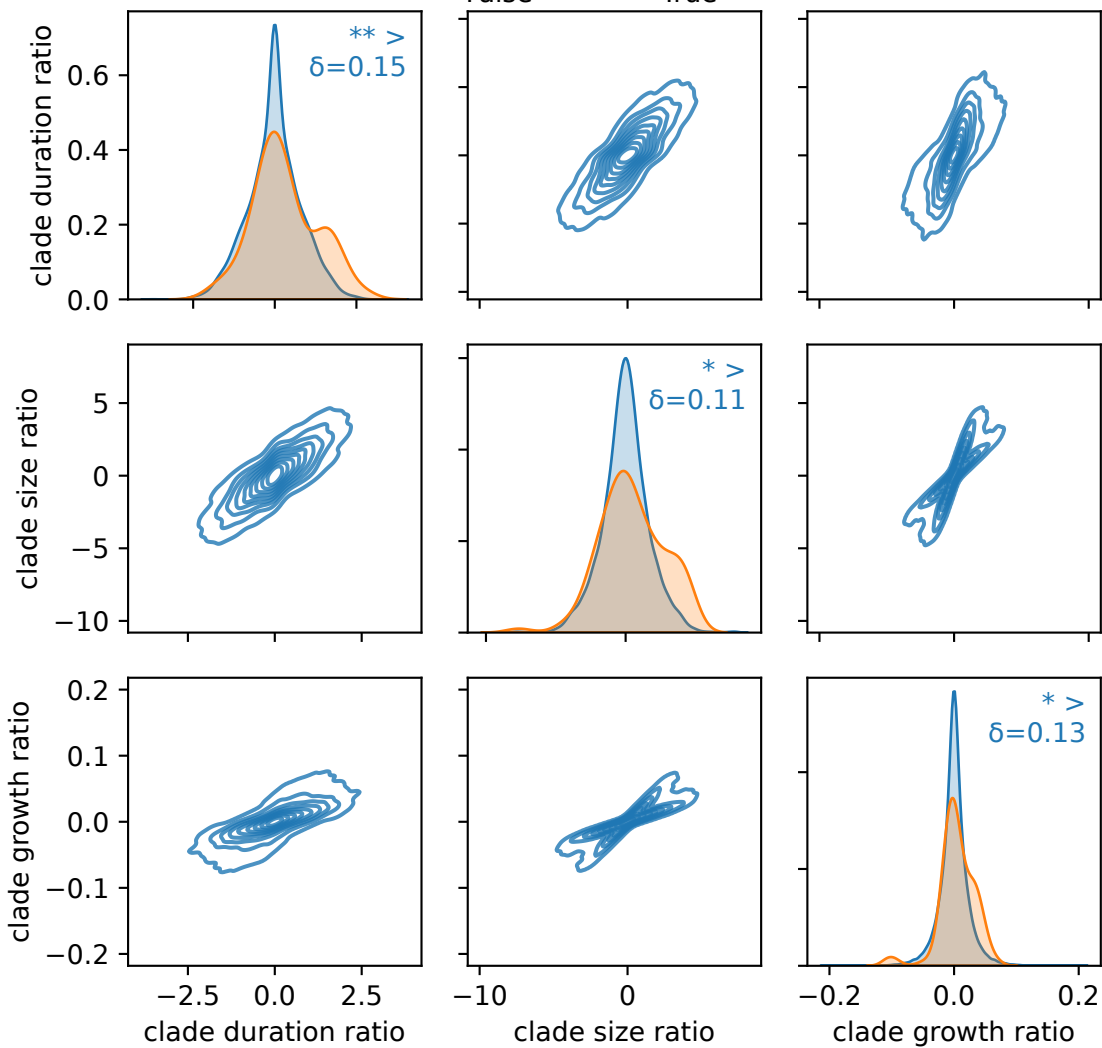 False True
clade duration ratio
0.6
0.4
0.2
0.0
** >
δ=0.15
clade size ratio
5
0
−5
−10
* >
δ=0.11
clade growth ratio
0.2
0.1
0.0
−0.1
−0.2
* >
δ=0.13
−2.5 0.0 2.5
−10 0
−0.2 0.0 0.2
clade duration ratio
clade size ratio
clade growth ratio